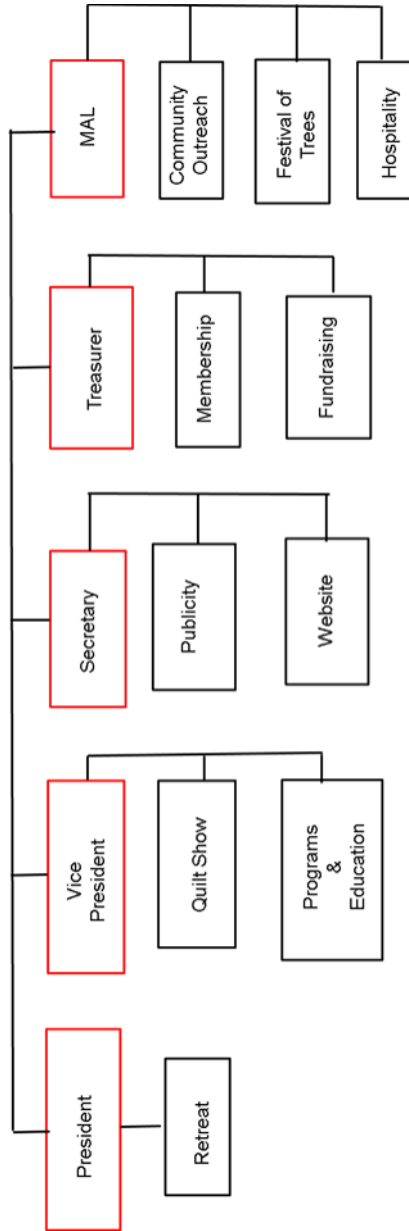 President
Retreat
Vice
President
Quilt Show
Programs
&
Education
Secretary
Publicity
Website
Treasurer
Membership
Fundraising
MAL
Community
Outreach
Festival of
Trees
Hospitality